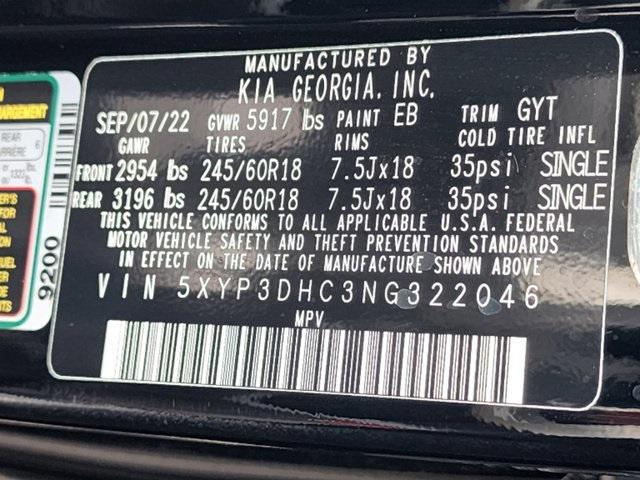 MANUFACTURED BY
KIA GEORGIA, INC.
SEP/07/22 GVWR 5917 lbs PAINT EB TRIM GYT
GAWR TIRES RIMS COLD TIRE INFL
FRONT 2954 lbs 245/60R18 7.5Jx18 35psi SINGLE
REAR 3196 lbs 245/60R18 7.5Jx18 35psi SINGLE
THIS VEHICLE CONFORMS TO ALL APPLICABLE U.S.A. FEDERAL
MOTOR VEHICLE SAFETY AND THEFT PREVENTION STANDARDS
IN EFFECT ON THE DATE OF MANUFACTURE SHOWN ABOVE
VIN 5XYP3DHC3NG322046
MPV
REAR 6
9200